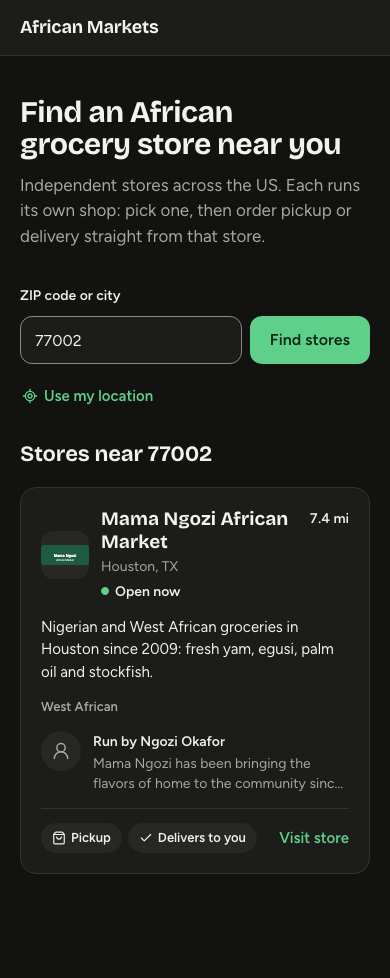 African Markets
Find an African
grocery store near you
Independent stores across the US. Each runs
its own shop: pick one, then order pickup or
delivery straight from that store.
ZIP code or city
77002
Find stores
Use my location
Stores near 77002
Mama Ngozi African
Market
7.4 mi
Mama Ngozi
African Market
Houston, TX
Open now
Nigerian and West African groceries in
Houston since 2009: fresh yam, egusi, palm
oil and stockfish.
West African
Run by Ngozi Okafor
Mama Ngozi has been bringing the
flavors of home to the community sinc...
Pickup
Delivers to you
Visit store